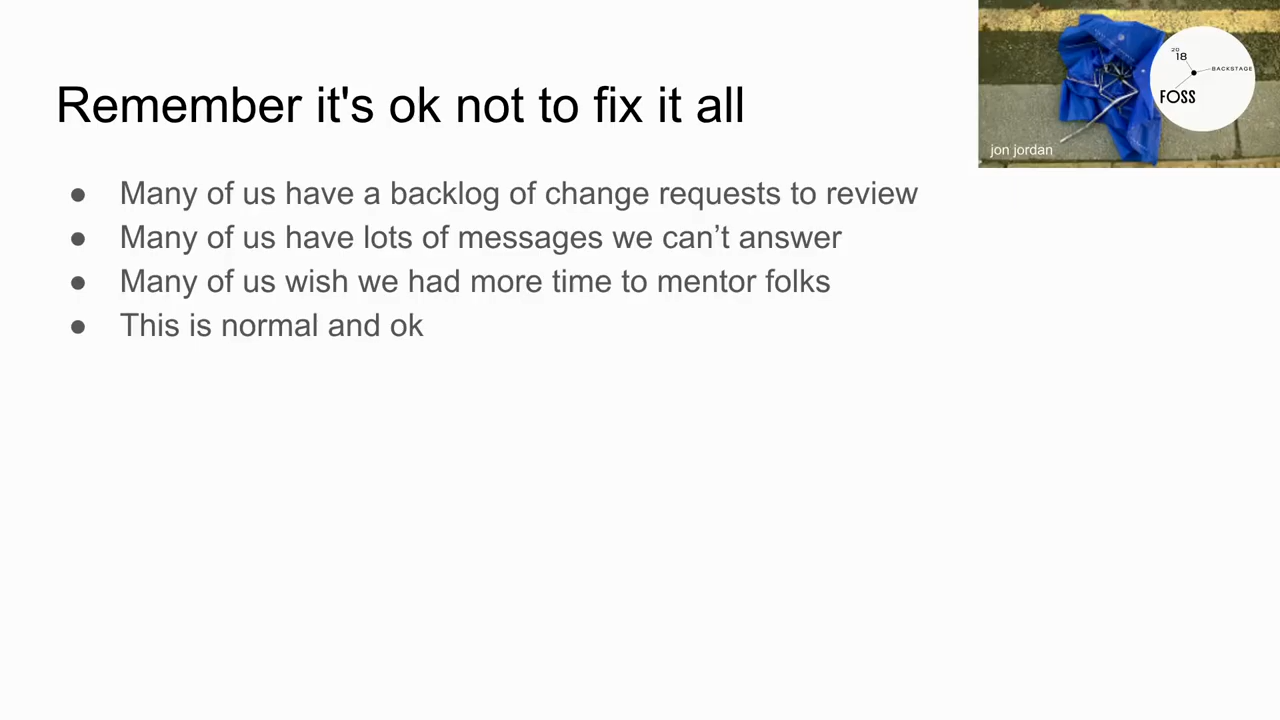 Remember it's ok not to fix it all
● Many of us have a backlog of change requests to review
● Many of us have lots of messages we can’t answer
● Many of us wish we had more time to mentor folks
● This is normal and ok
jon jordan
20
18
BACKSTAGE
FOSS